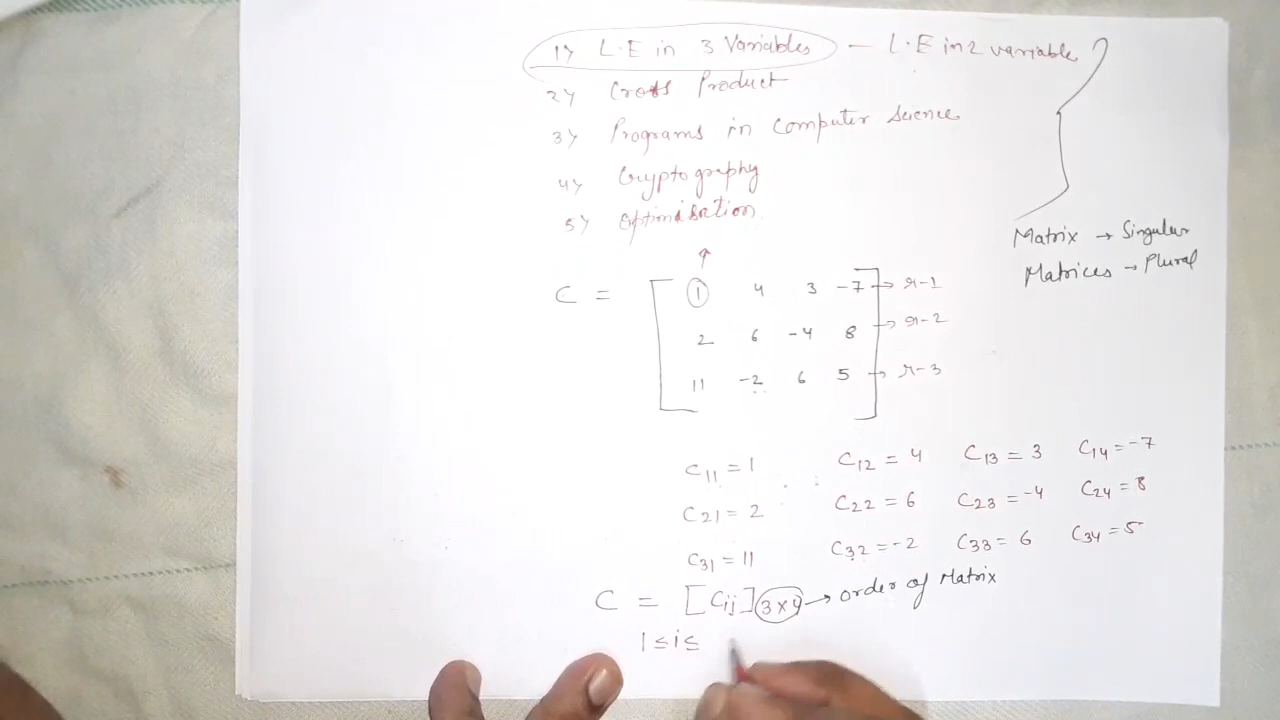 1) L.E in 3 Variables — L.E in 2 variable
2) Cross Product
3) Programs in Computer Science
4) Cryptography
5) Optimisation
Matrix → Singular
Matrices → Plural
C = [ 1 4 3 -7 ] → r-1
2 6 -4 8 → r-2
11 -2 6 5 → r-3
C11 = 1 C12 = 4 C13 = 3 C14 = -7
C21 = 2 C22 = 6 C23 = -4 C24 = 8
C31 = 11 C32 = -2 C33 = 6 C34 = 5
C = [Cij] 3×4 → order of Matrix
1 ≤ i ≤